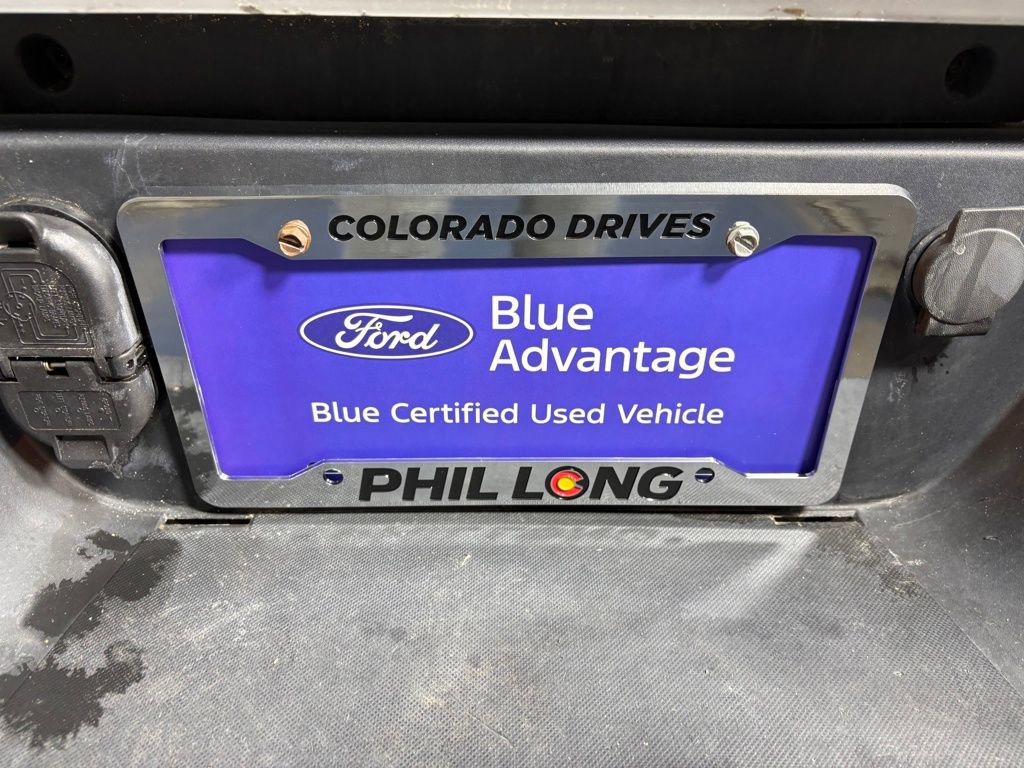 COLORADO DRIVES
Ford
Blue
Advantage
Blue Certified Used Vehicle
PHIL LONG